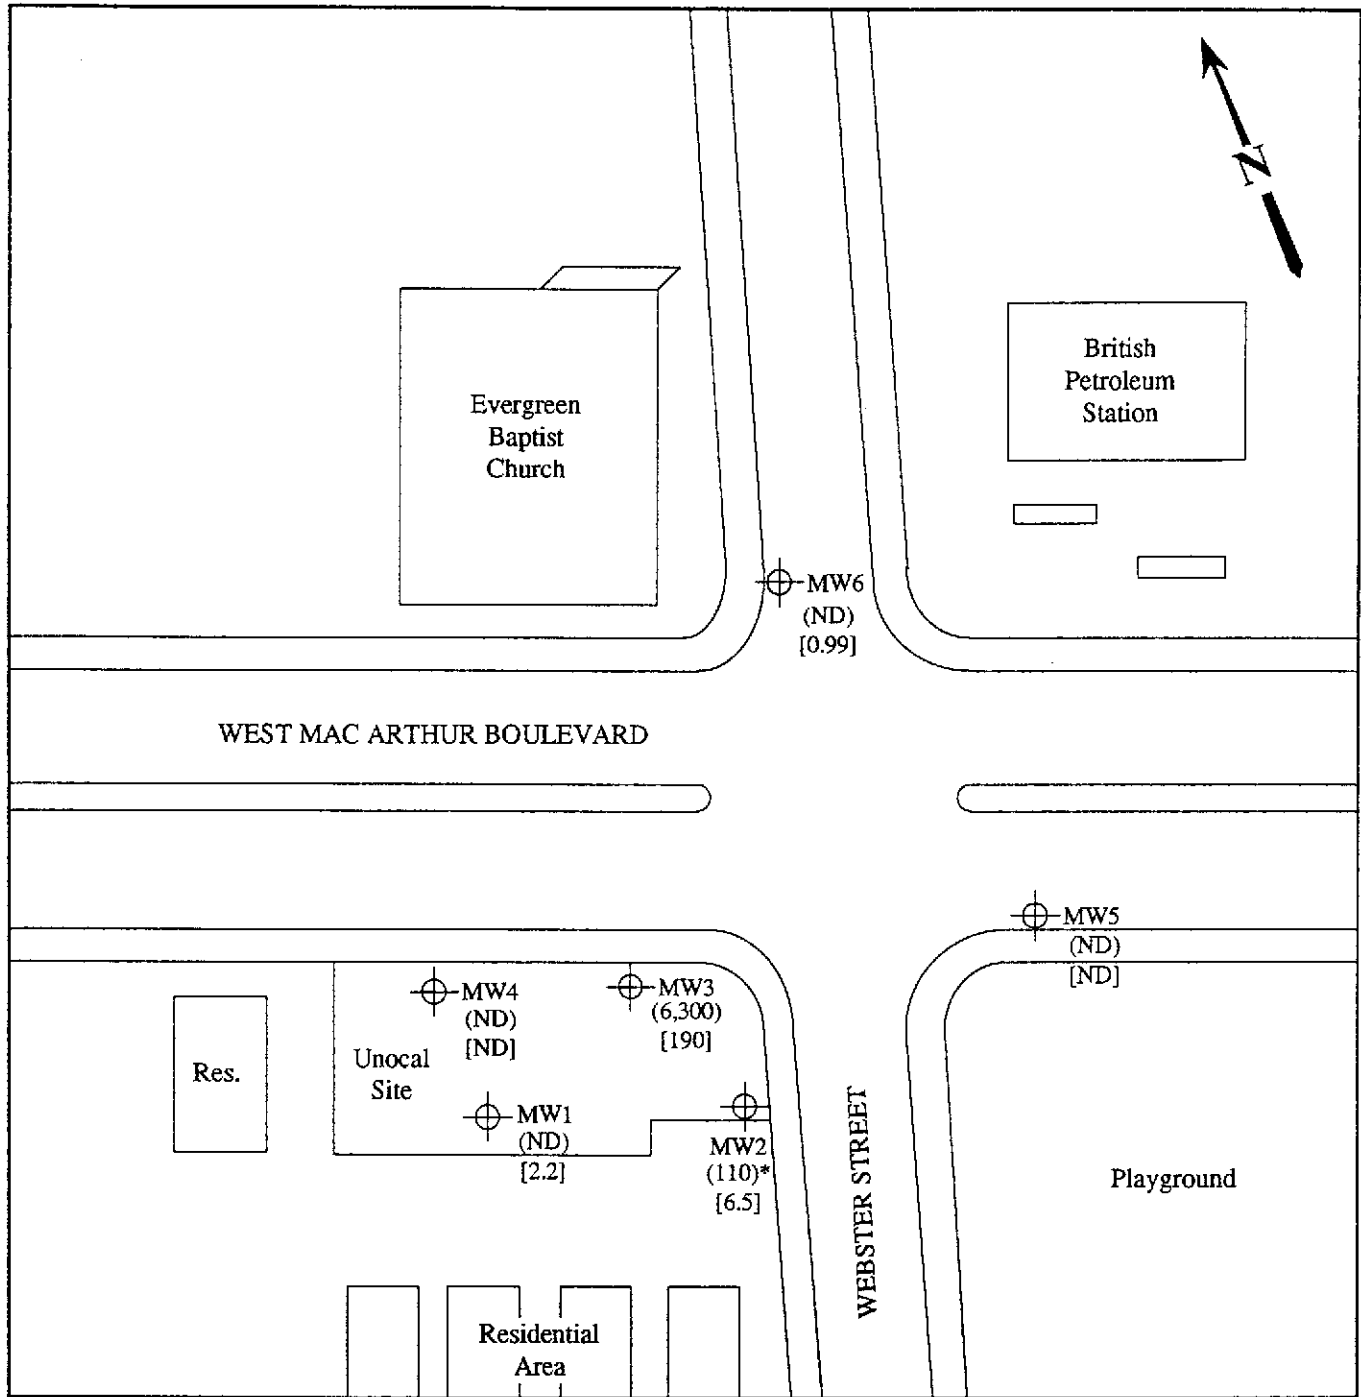 N
British
Petroleum
Station
Evergreen
Baptist
Church
MW6
(ND)
[0.99]
WEST MAC ARTHUR BOULEVARD
MW5
(ND)
[ND]
MW4
(ND)
[ND]
MW3
(6,300)
[190]
Res.
Unocal
Site
MW1
(ND)
[2.2]
MW2
(110)*
[6.5]
WEBSTER STREET
Playground
Residential
Area